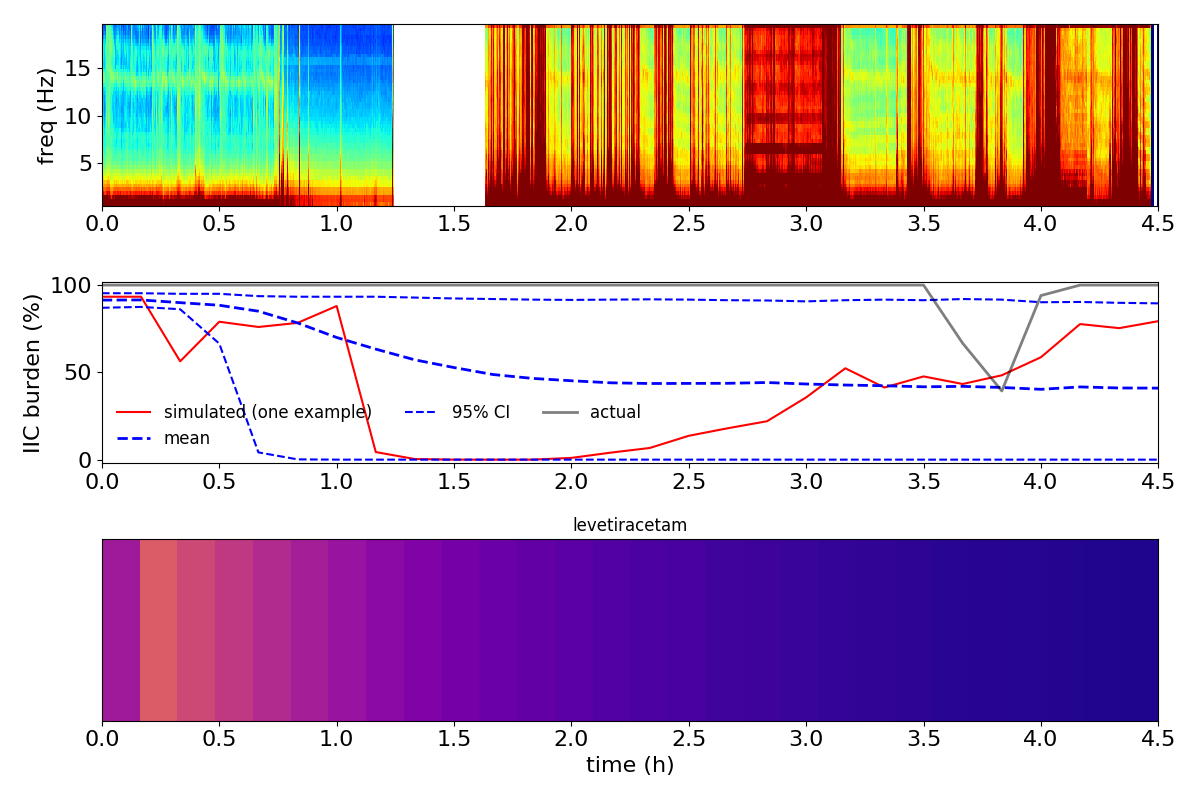 freq (Hz)
15
10
5
0.0 0.5 1.0 1.5 2.0 2.5 3.0 3.5 4.0 4.5
IIC burden (%)
100
50
0
simulated (one example) 95% CI actual
mean
0.0 0.5 1.0 1.5 2.0 2.5 3.0 3.5 4.0 4.5
levetiracetam
0.0 0.5 1.0 1.5 2.0 2.5 3.0 3.5 4.0 4.5
time (h)